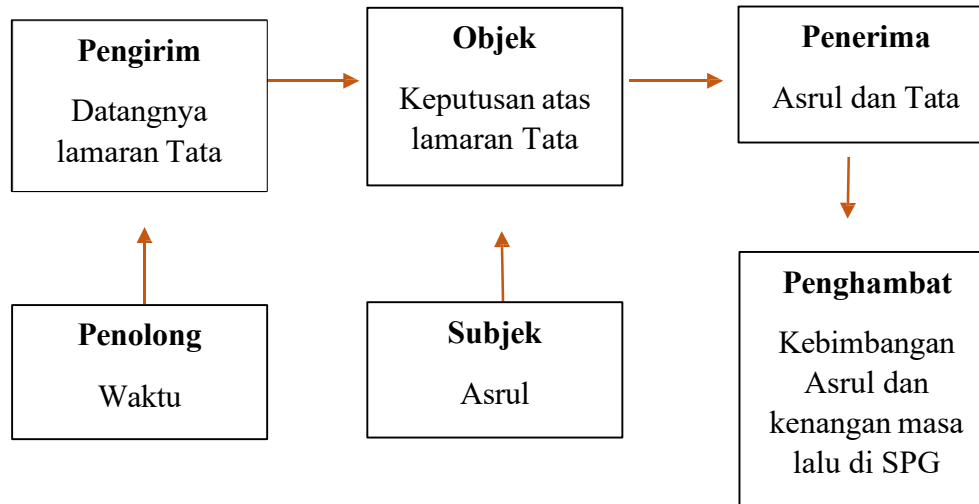 Pengirim
Datangnya
lamaran Tata
Objek
Keputusan atas
lamaran Tata
Penerima
Asrul dan Tata
Penolong
Waktu
Subjek
Asrul
Penghambat
Kebimbangan
Asrul dan
kenangan masa
lalu di SPG